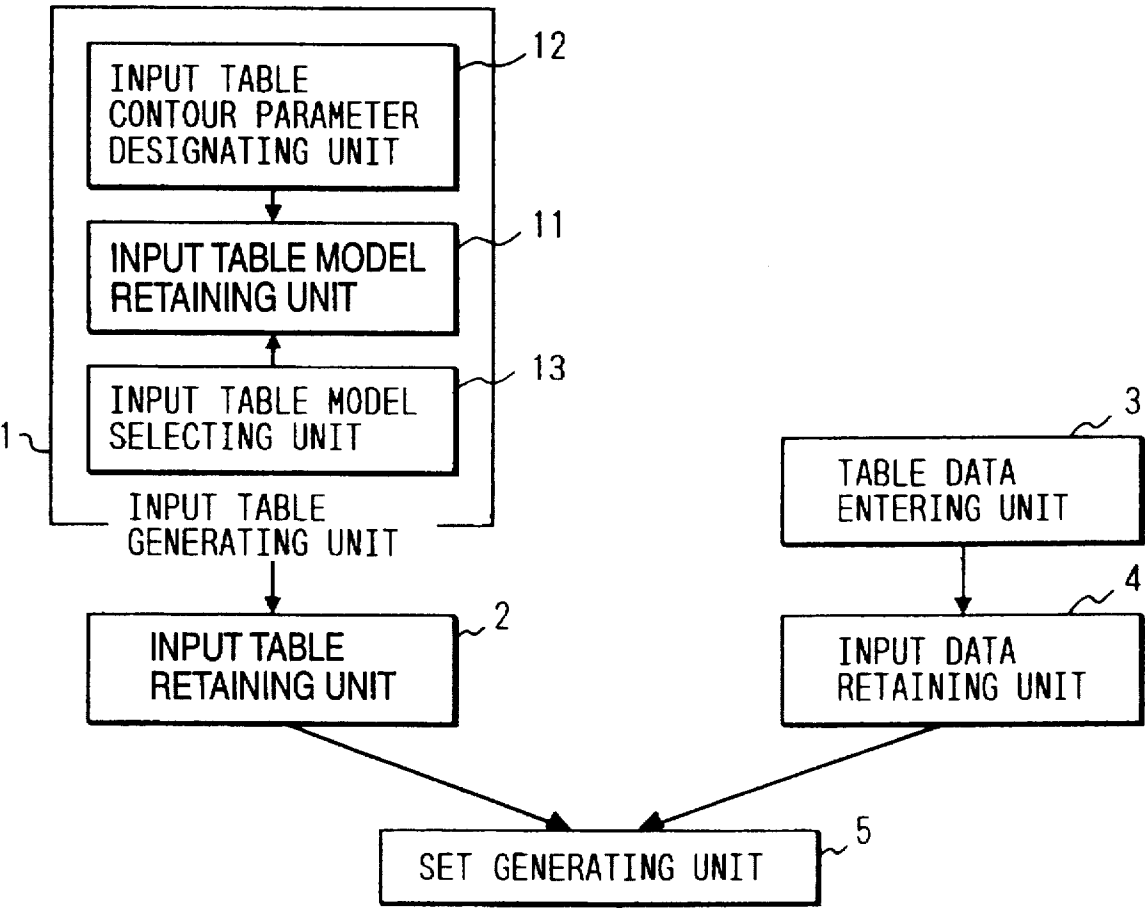 12
INPUT TABLE
CONTOUR PARAMETER
DESIGNATING UNIT
11
INPUT TABLE MODEL
RETAINING UNIT
13
INPUT TABLE MODEL
SELECTING UNIT
1
INPUT TABLE
GENERATING UNIT
3
TABLE DATA
ENTERING UNIT
2
INPUT TABLE
RETAINING UNIT
4
INPUT DATA
RETAINING UNIT
5
SET GENERATING UNIT